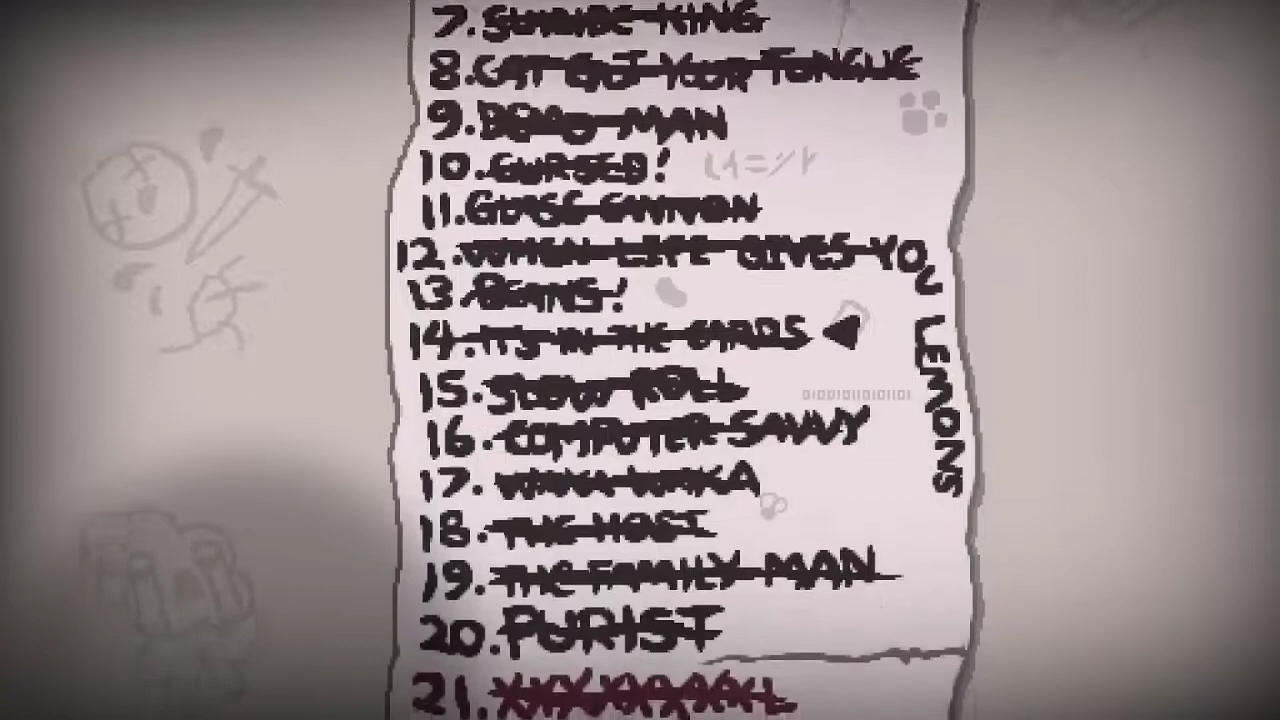 7. SUICIDE KING
8. CAT GOT YOUR TONGUE
9. DEMO MAN
10. CURSED!
11. GLASS CANNON
12. WHEN LIFE GIVES YOU LEMONS
13. BEANS!
14. IT'S IN THE CARDS
15. SLOW ROLL
16. COMPUTER SAVVY
17. WAKA WAKA
18. THE HOST
19. THE FAMILY MAN
20. PURIST
21.